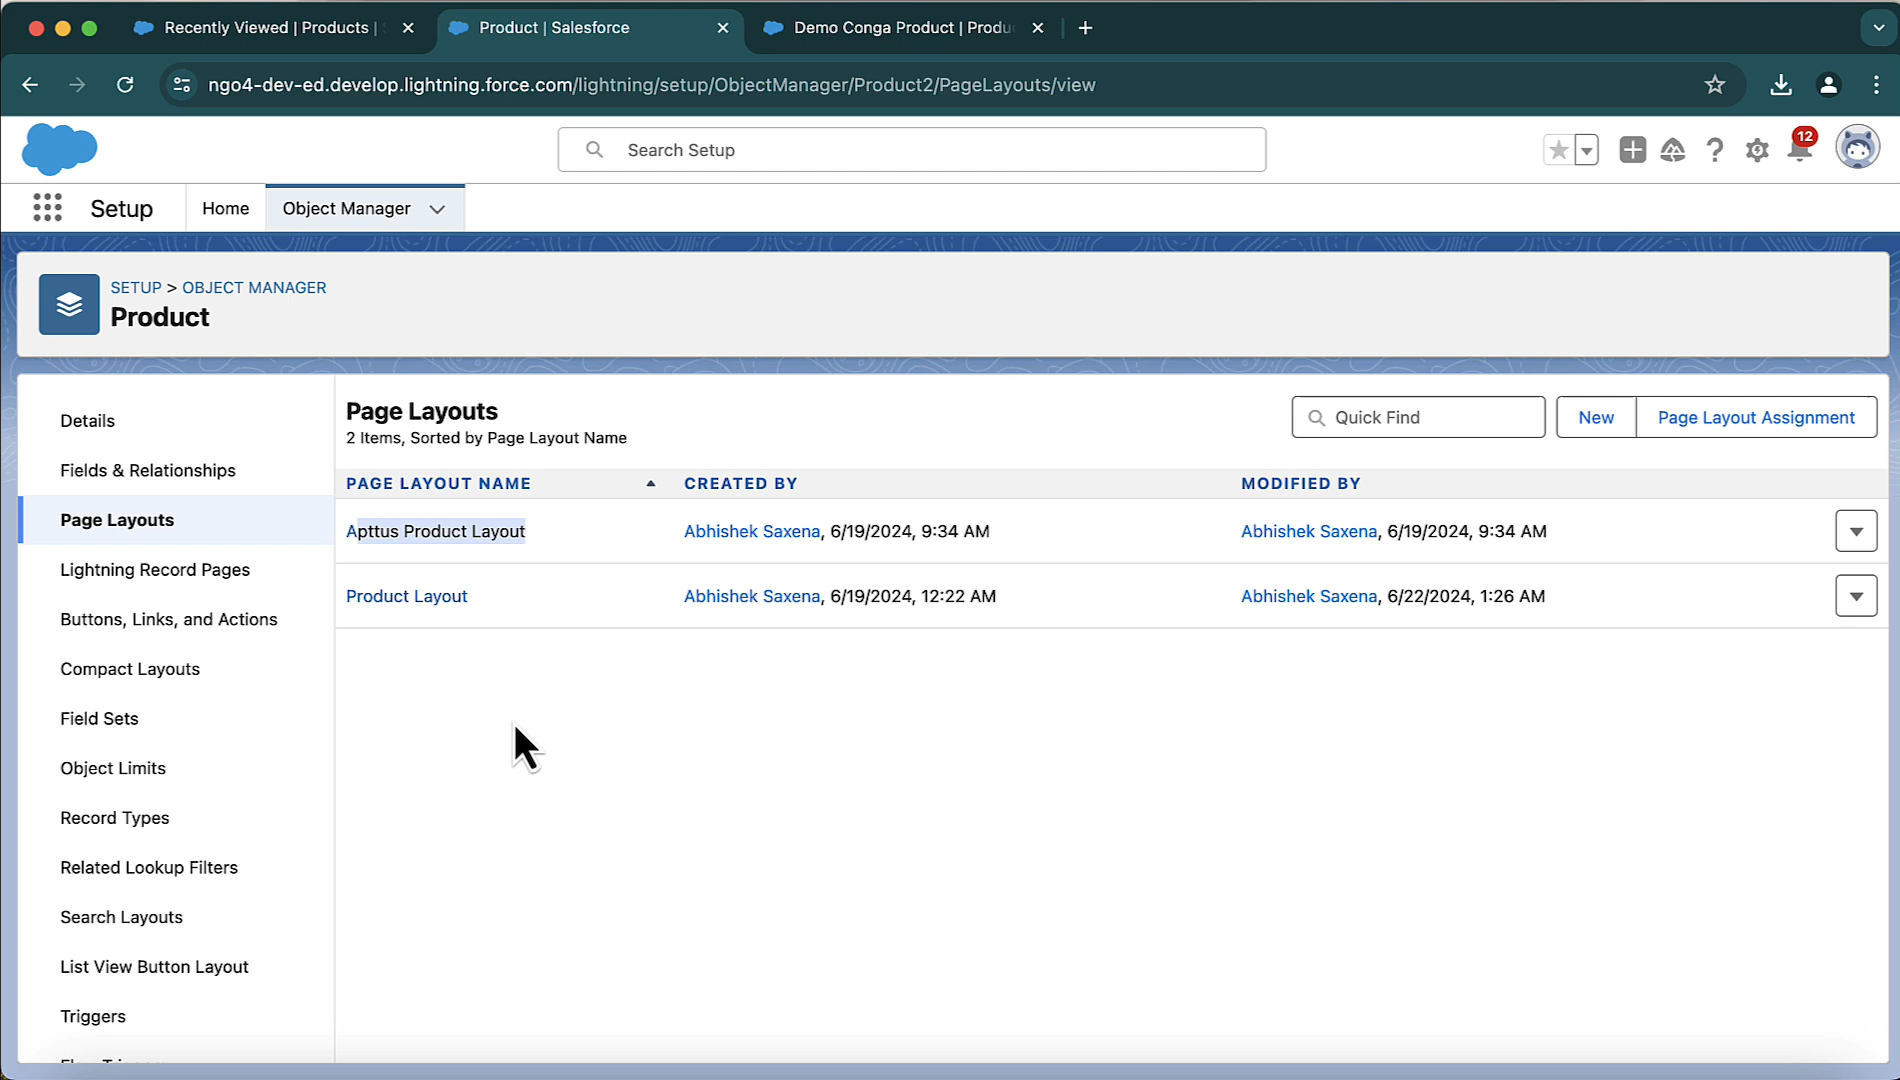 Recently Viewed | Products |
Product | Salesforce
Demo Conga Product | Produ
ngo4-dev-ed.develop.lightning.force.com/lightning/setup/ObjectManager/Product2/PageLayouts/view
Search Setup
12
Setup
Home
Object Manager
SETUP > OBJECT MANAGER
Product
Details
Fields & Relationships
Page Layouts
Lightning Record Pages
Buttons, Links, and Actions
Compact Layouts
Field Sets
Object Limits
Record Types
Related Lookup Filters
Search Layouts
List View Button Layout
Triggers
Page Layouts
2 Items, Sorted by Page Layout Name
Quick Find
New
Page Layout Assignment
PAGE LAYOUT NAME CREATED BY MODIFIED BY
Apttus Product Layout Abhishek Saxena, 6/19/2024, 9:34 AM Abhishek Saxena, 6/19/2024, 9:34 AM
Product Layout Abhishek Saxena, 6/19/2024, 12:22 AM Abhishek Saxena, 6/22/2024, 1:26 AM